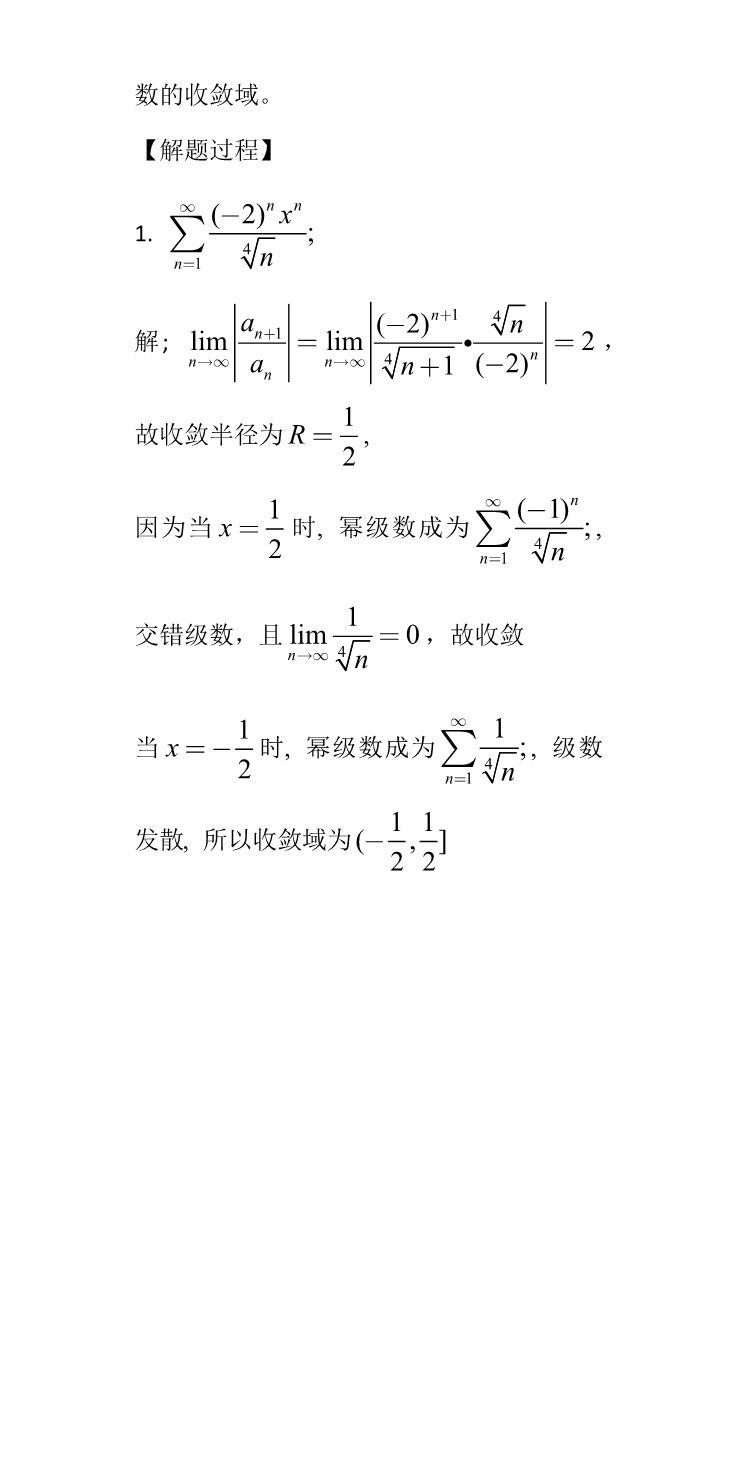 数的收敛域。
【解题过程】
1. $\sum_{n=1}^{\infty}\frac{(-2)^n x^n}{\sqrt[4]{n}}$;
解; $\lim_{n\to\infty}\left|\frac{a_{n+1}}{a_n}\right|=\lim_{n\to\infty}\left|\frac{(-2)^{n+1}}{\sqrt[4]{n+1}}\bullet\frac{\sqrt[4]{n}}{(-2)^n}\right|=2$ ,
故收敛半径为 $R=\frac{1}{2}$,
因为当 $x=\frac{1}{2}$ 时, 幂级数成为 $\sum_{n=1}^{\infty}\frac{(-1)^n}{\sqrt[4]{n}}$;,
交错级数，且 $\lim_{n\to\infty}\frac{1}{\sqrt[4]{n}}=0$ ，故收敛
当 $x=-\frac{1}{2}$ 时, 幂级数成为 $\sum_{n=1}^{\infty}\frac{1}{\sqrt[4]{n}}$;, 级数
发散, 所以收敛域为 $(-\frac{1}{2},\frac{1}{2}]$